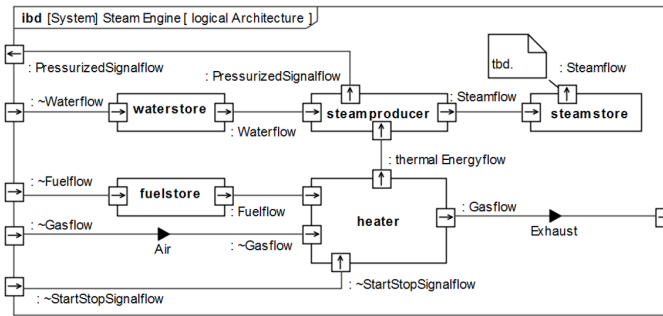 ibd [System] Steam Engine [ logical Architecture ]
: PressurizedSignalflow
: PressurizedSignalflow
tbd.
: Steamflow
: ~Waterflow
waterstore
: Waterflow
steamproducer
: Steamflow
steamstore
: thermal Energyflow
: ~Fuelflow
fuelstore
: Fuelflow
heater
: Gasflow
: ~Gasflow
Air
: ~Gasflow
Exhaust
: ~StartStopSignalflow
: ~StartStopSignalflow